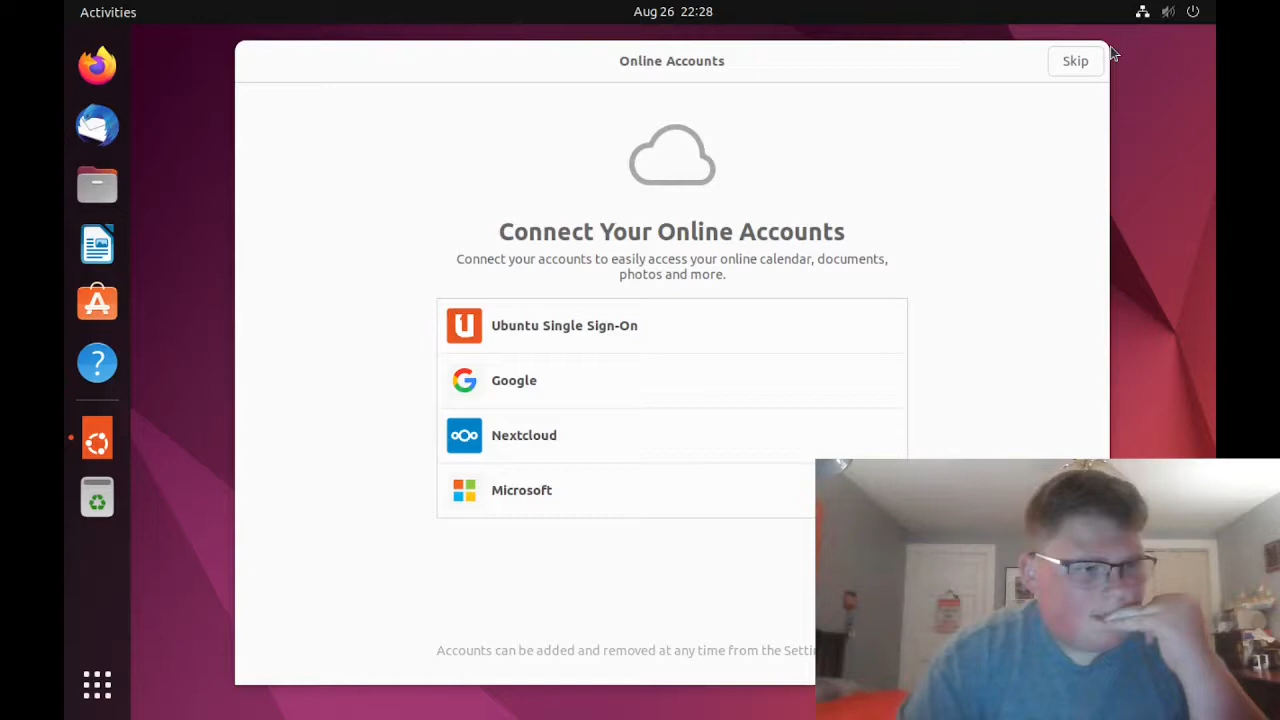 Activities
Aug 26 22:28
Online Accounts
Skip
Connect Your Online Accounts
Connect your accounts to easily access your online calendar, documents,
photos and more.
Ubuntu Single Sign-On
Google
Nextcloud
Microsoft
Accounts can be added and removed at any time from the